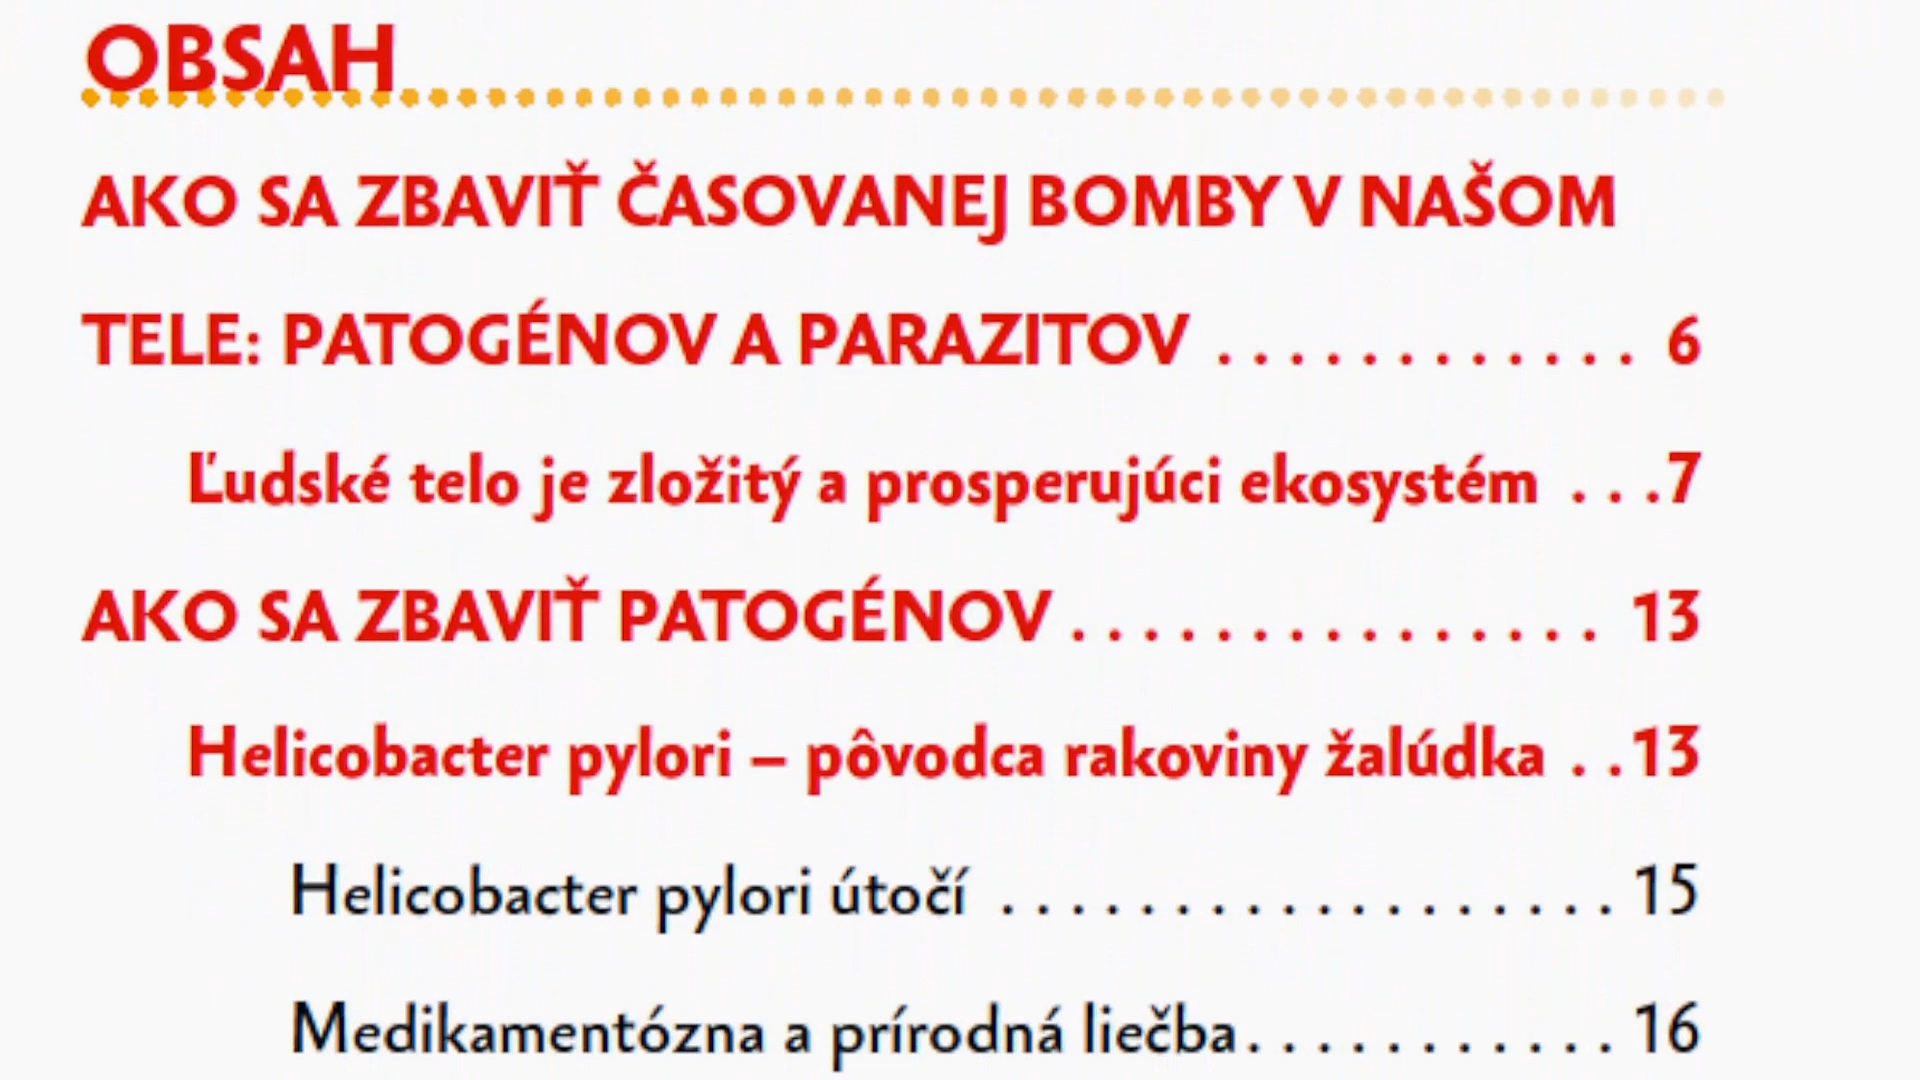 OBSAH
AKO SA ZBAVIŤ ČASOVANEJ BOMBY V NAŠOM
TELE: PATOGÉNOV A PARAZITOV . . . . . . . . . . . . 6
Ľudské telo je zložitý a prosperujúci ekosystém . . .7
AKO SA ZBAVIŤ PATOGÉNOV . . . . . . . . . . . . . . . 13
Helicobacter pylori – pôvodca rakoviny žalúdka . .13
Helicobacter pylori útočí . . . . . . . . . . . . . . . . . . 15
Medikamentózna a prírodná liečba. . . . . . . . . . . 16